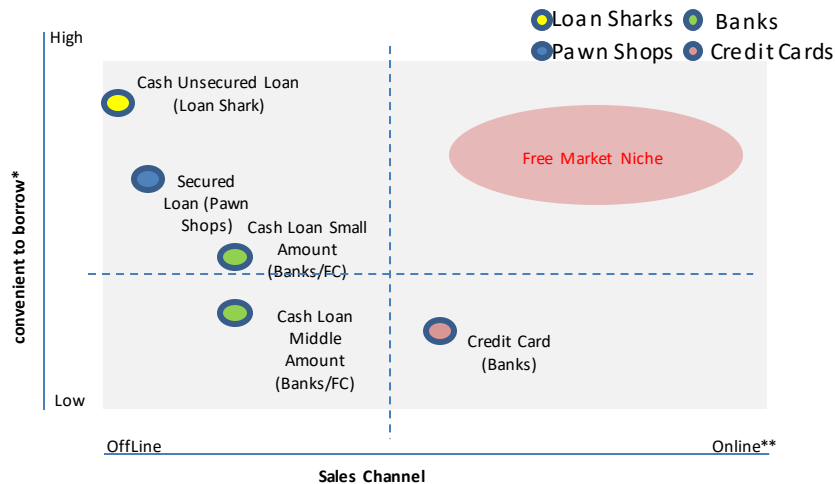 Loan Sharks
Banks
Pawn Shops
Credit Cards
High
Cash Unsecured Loan
(Loan Shark)
Free Market Niche
Secured
Loan (Pawn
Shops)
Cash Loan Small
Amount
(Banks/FC)
convenient to borrow*
Cash Loan
Middle
Amount
(Banks/FC)
Credit Card
(Banks)
Low
OffLine
Online**
Sales Channel